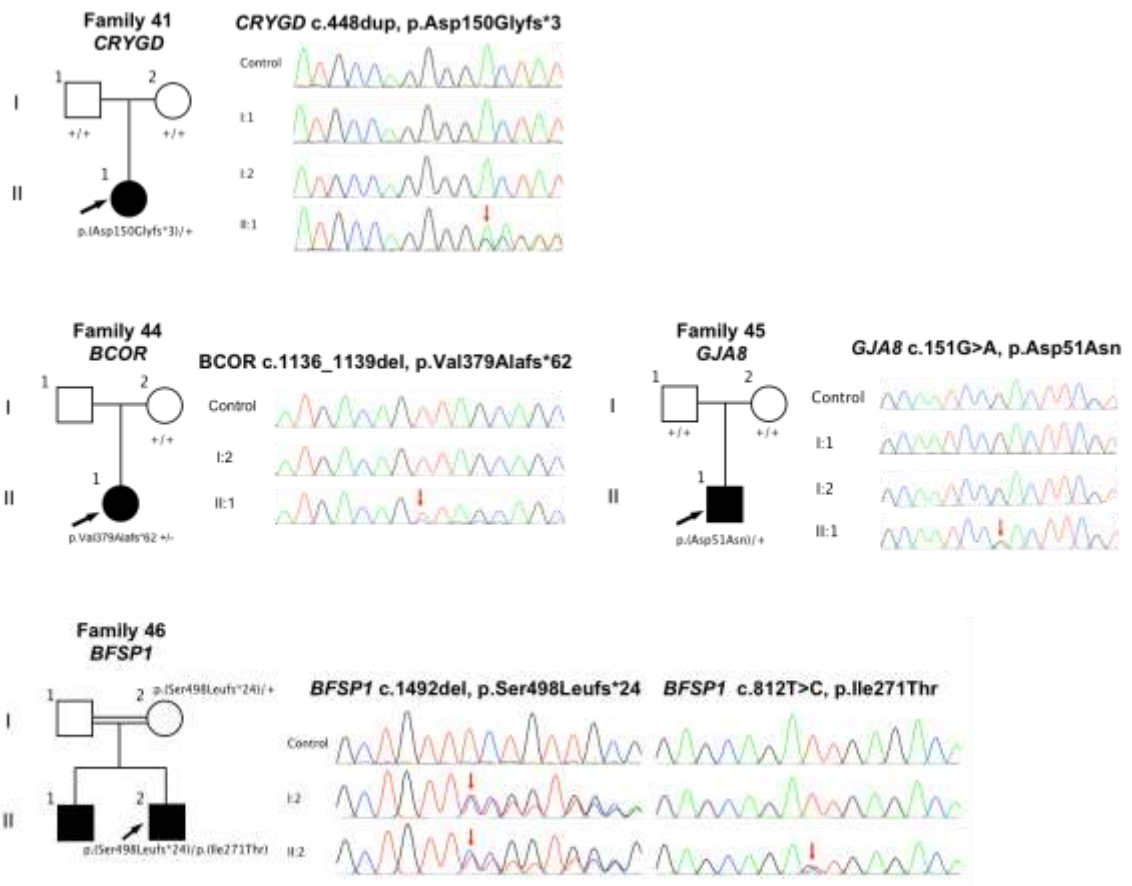 Family 41
CRYGD
CRYGD c.448dup, p.Asp150Glyfs*3
1
2
I
+/+
+/+
II
1
p.(Asp150Glyfs*3)/+
Control
I:1
I:2
II:1
Family 44
BCOR
BCOR c.1136_1139del, p.Val379Alafs*62
1
2
I
+/+
II
1
p.Val379Alafs*62 +/-
Control
I:2
II:1
Family 45
GJA8
GJA8 c.151G>A, p.Asp51Asn
1
2
I
+/+
+/+
II
1
p.(Asp51Asn)/+
Control
I:1
I:2
II:1
Family 46
BFSP1
1
2
p.(Ser498Leufs*24)/+
I
II
1
2
p.(Ser498Leufs*24)/p.(Ile271Thr)
BFSP1 c.1492del, p.Ser498Leufs*24
BFSP1 c.812T>C, p.Ile271Thr
Control
I:2
II:2